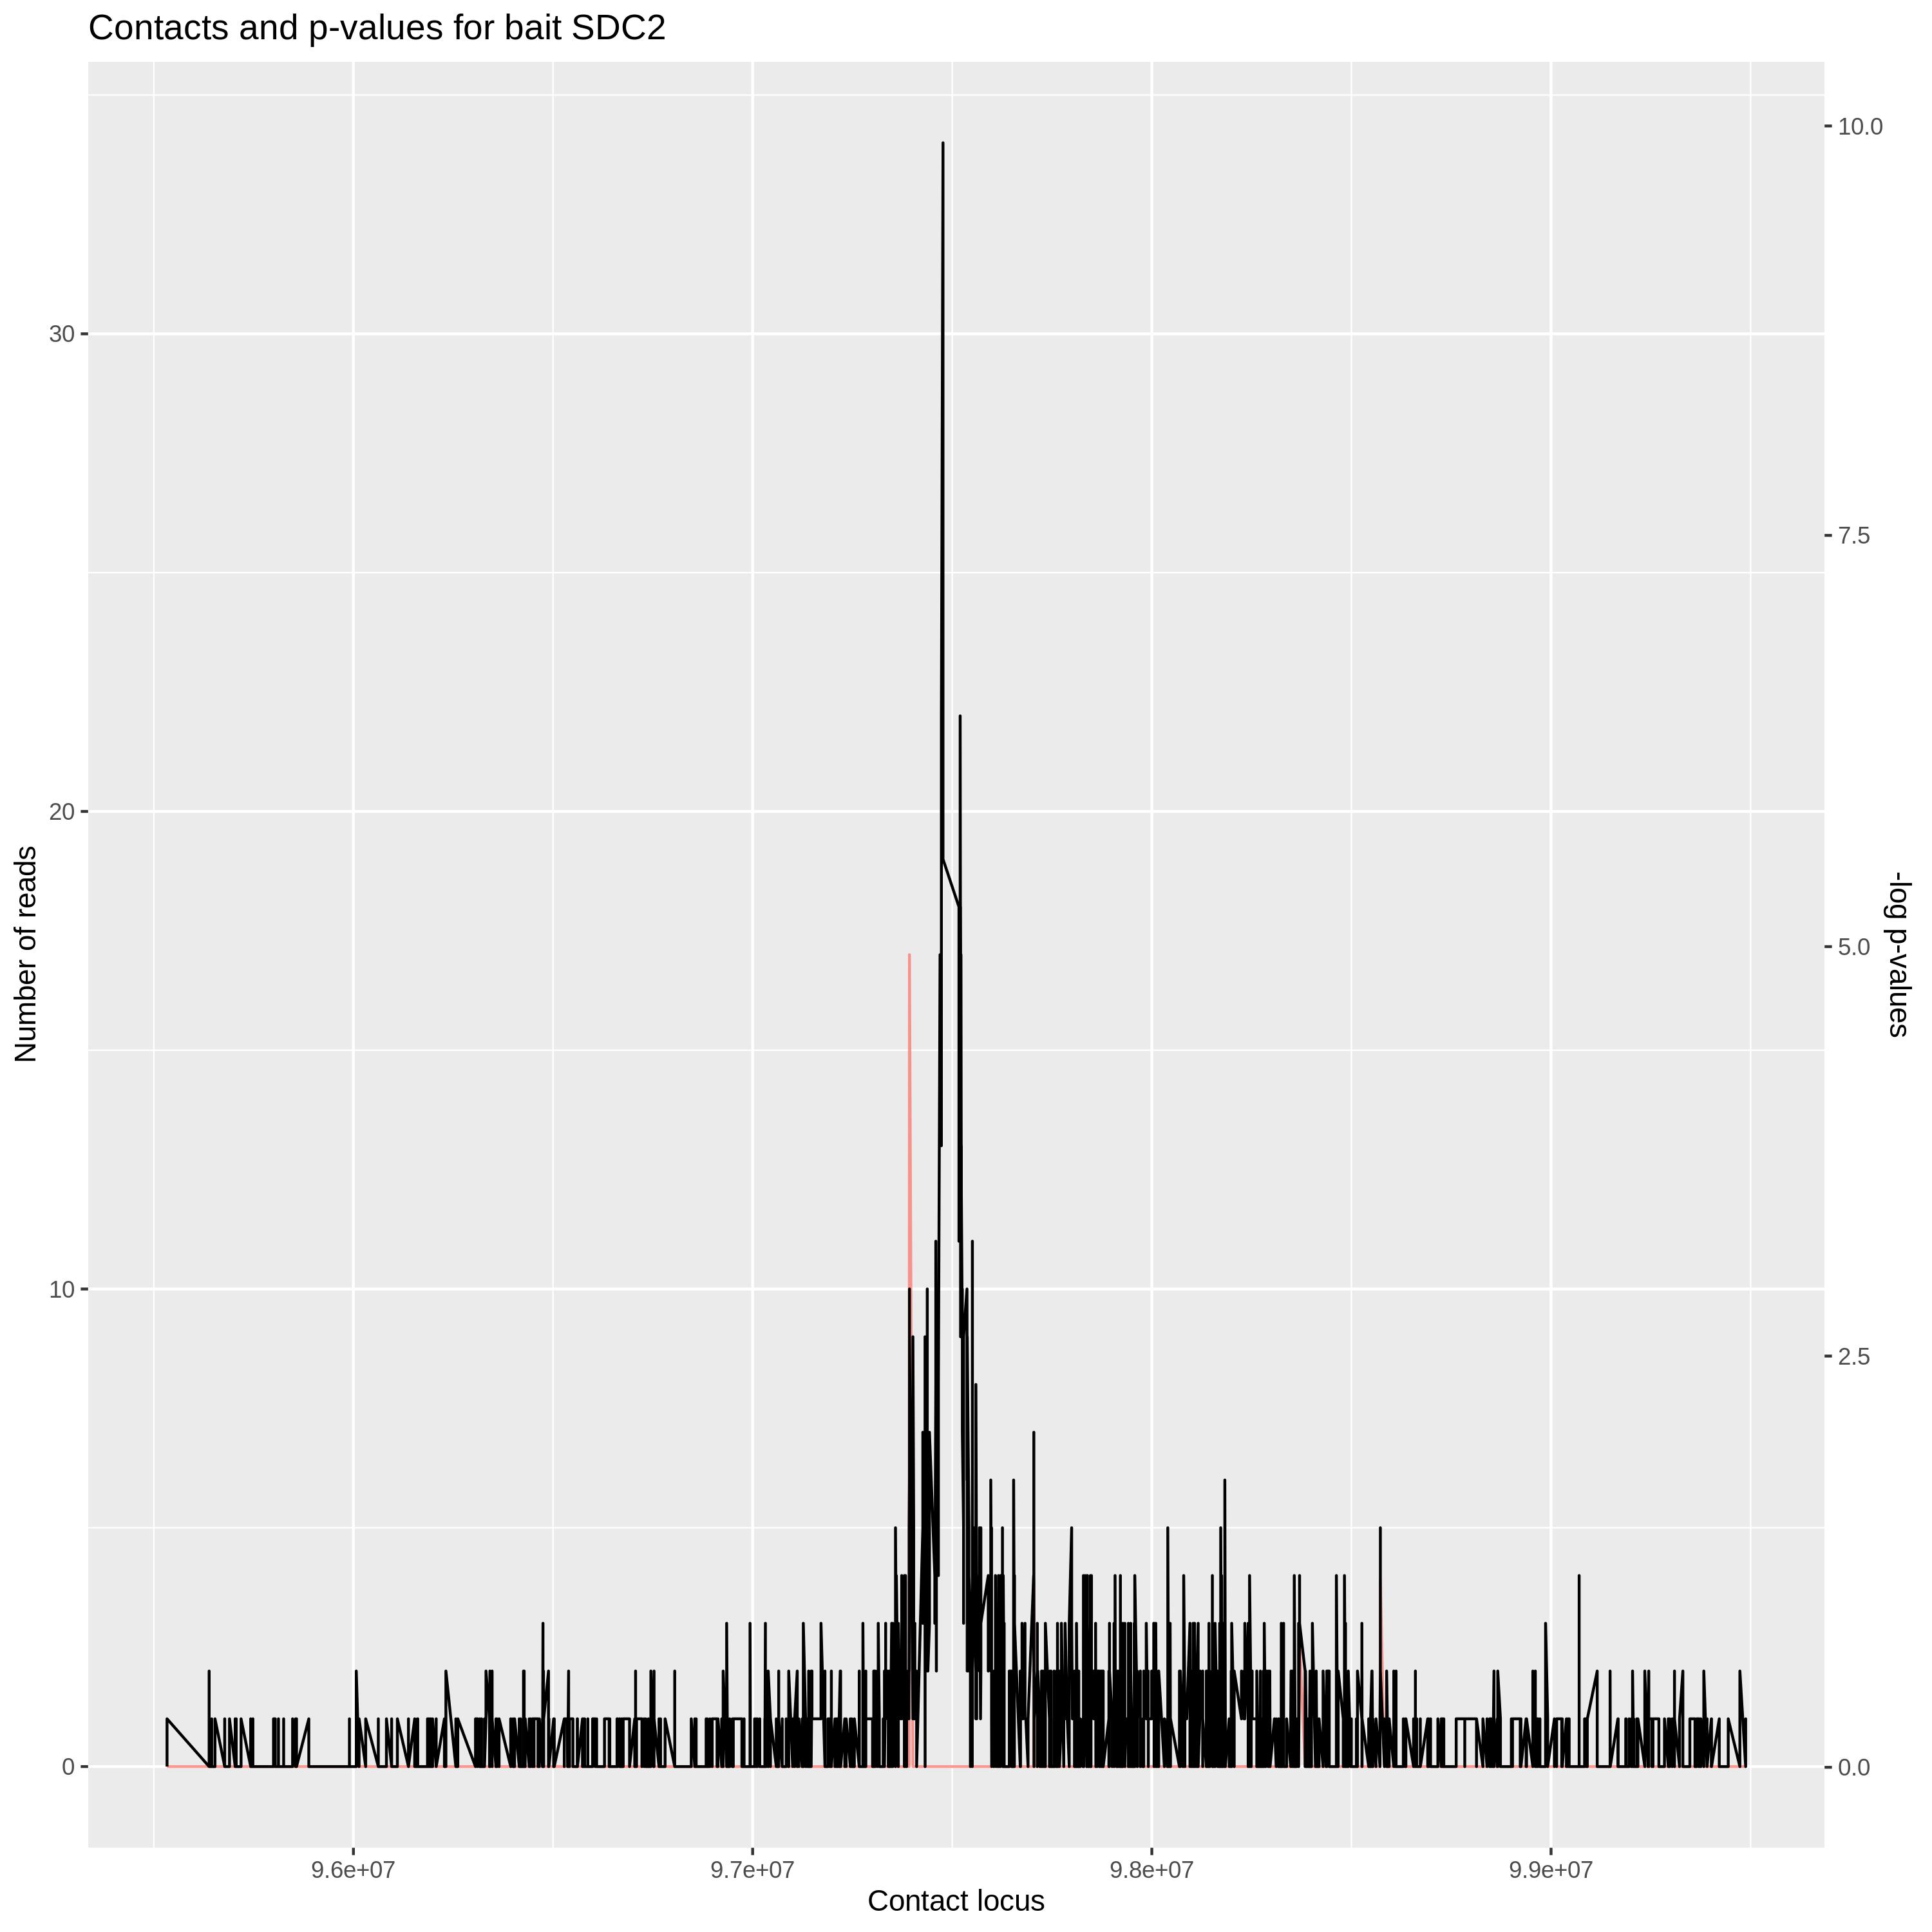 Contacts and p-values for bait SDC2
Number of reads
30
20
10
0
10.0
7.5
5.0
2.5
0.0
-log p-values
9.6e+07 9.7e+07 9.8e+07 9.9e+07
Contact locus